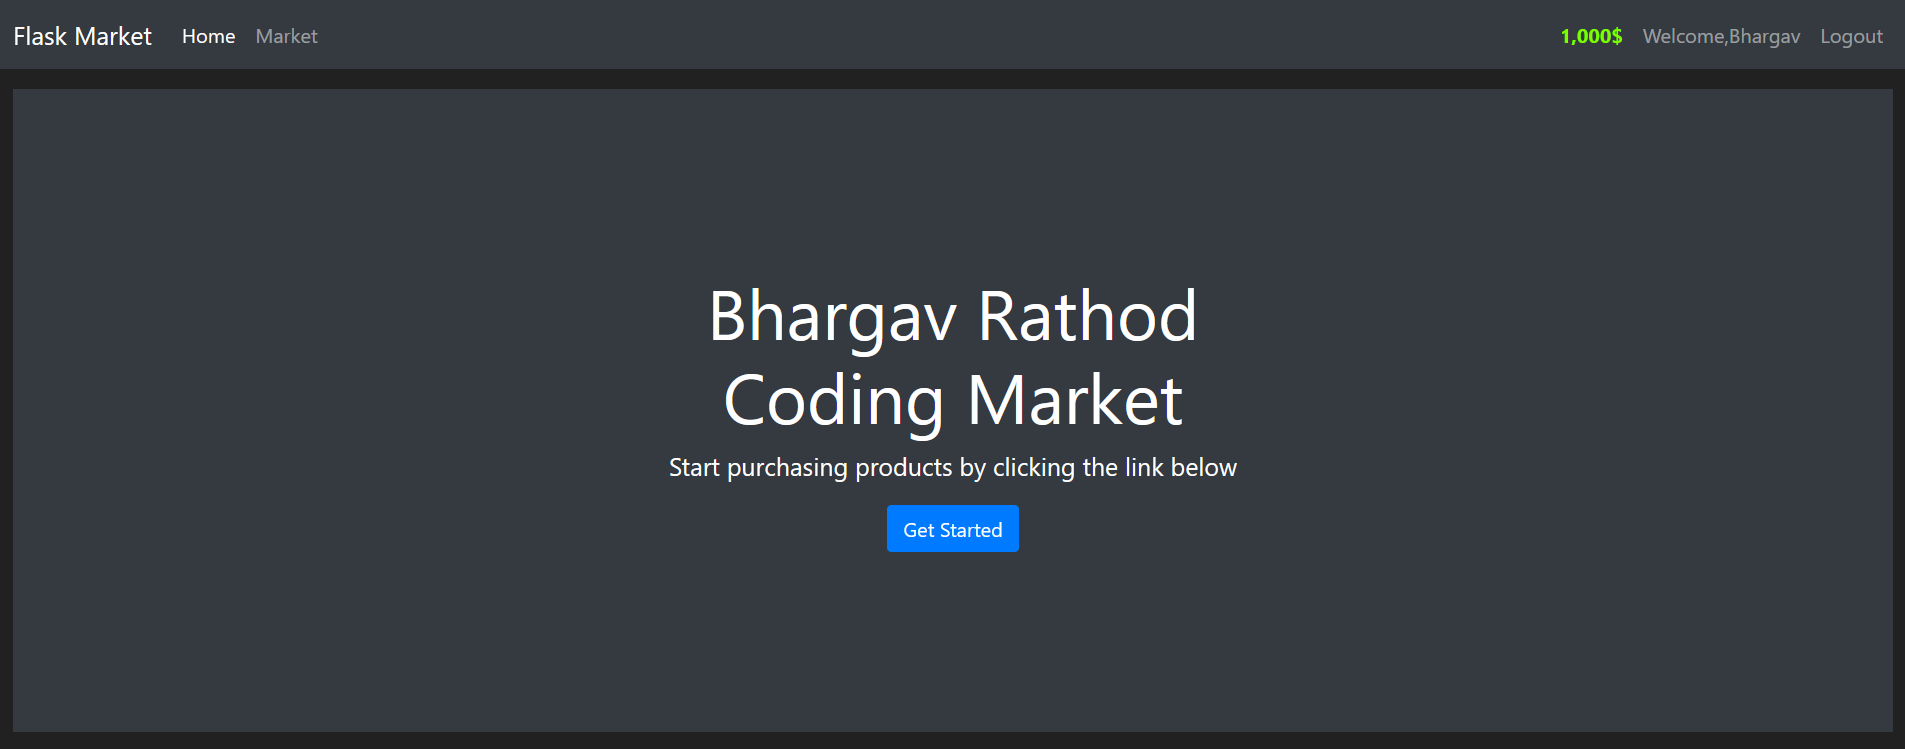 Flask Market Home Market 1,000$ Welcome,Bhargav Logout
Bhargav Rathod
Coding Market
Start purchasing products by clicking the link below
Get Started